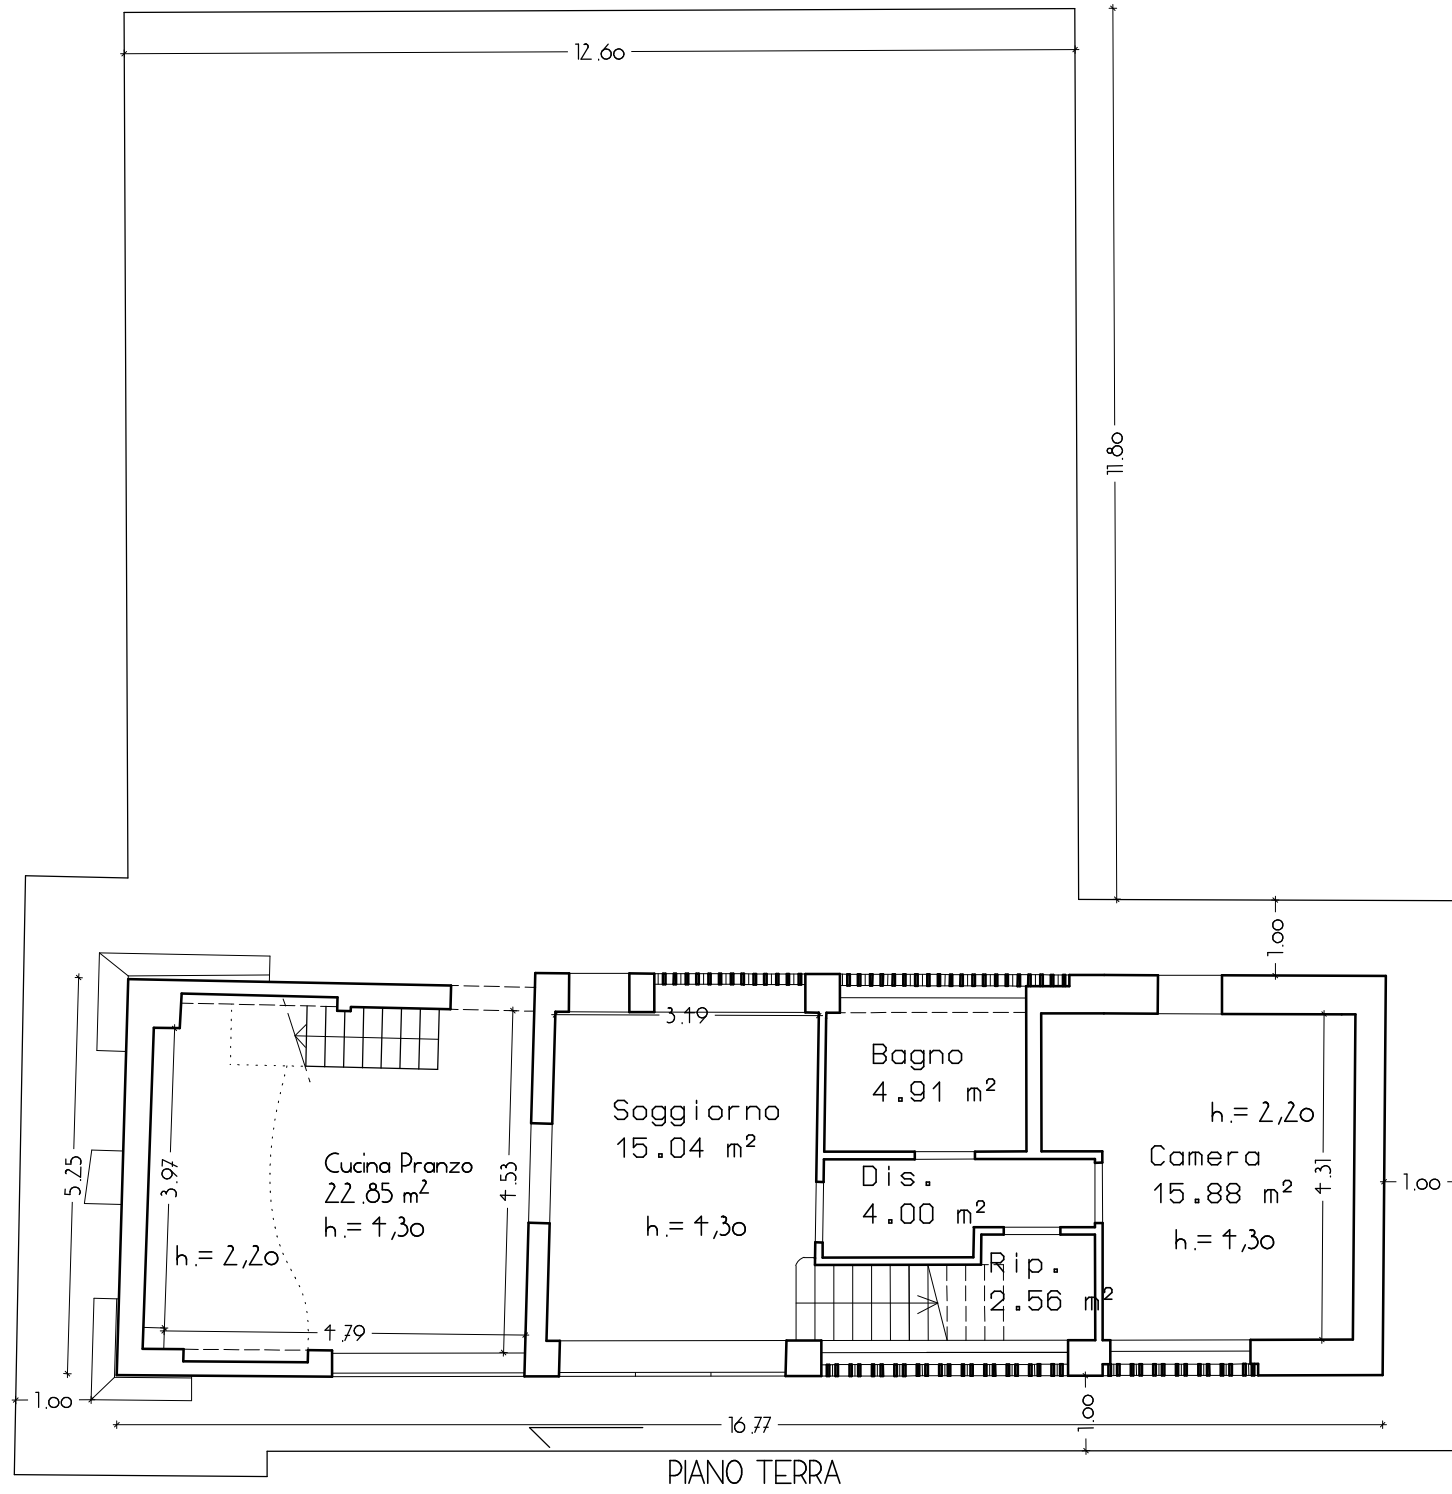 12.60
11.80
1.00
3.49
Bagno
4.91 m²
Soggiorno
15.04 m²
h.= 2,20
Cucina Pranzo
22.85 m²
h.= 4,30
Camera
15.88 m²
Dis.
4.00 m²
5.25
3.97
4.53
4.31
1.00
h.= 4,30
h.= 4,30
h.= 2,20
Rip.
2.56 m²
4.79
1.00
1.00
16.77
PIANO TERRA